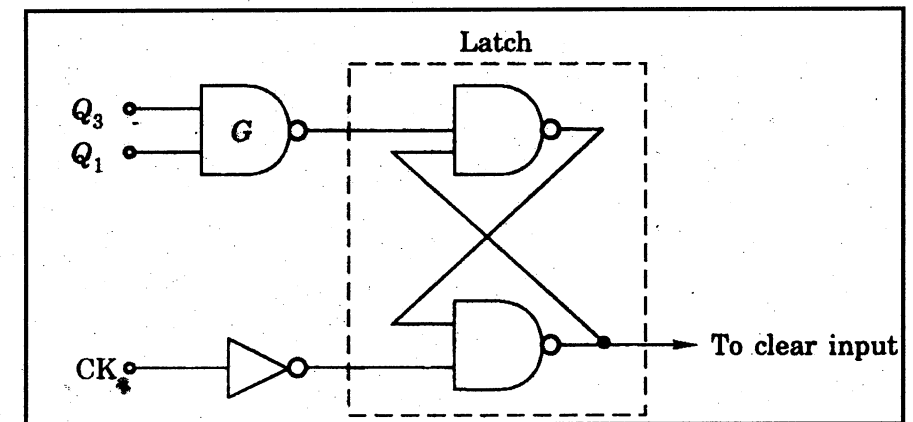 Latch
Q₃
G
Q₁
CK
To clear input